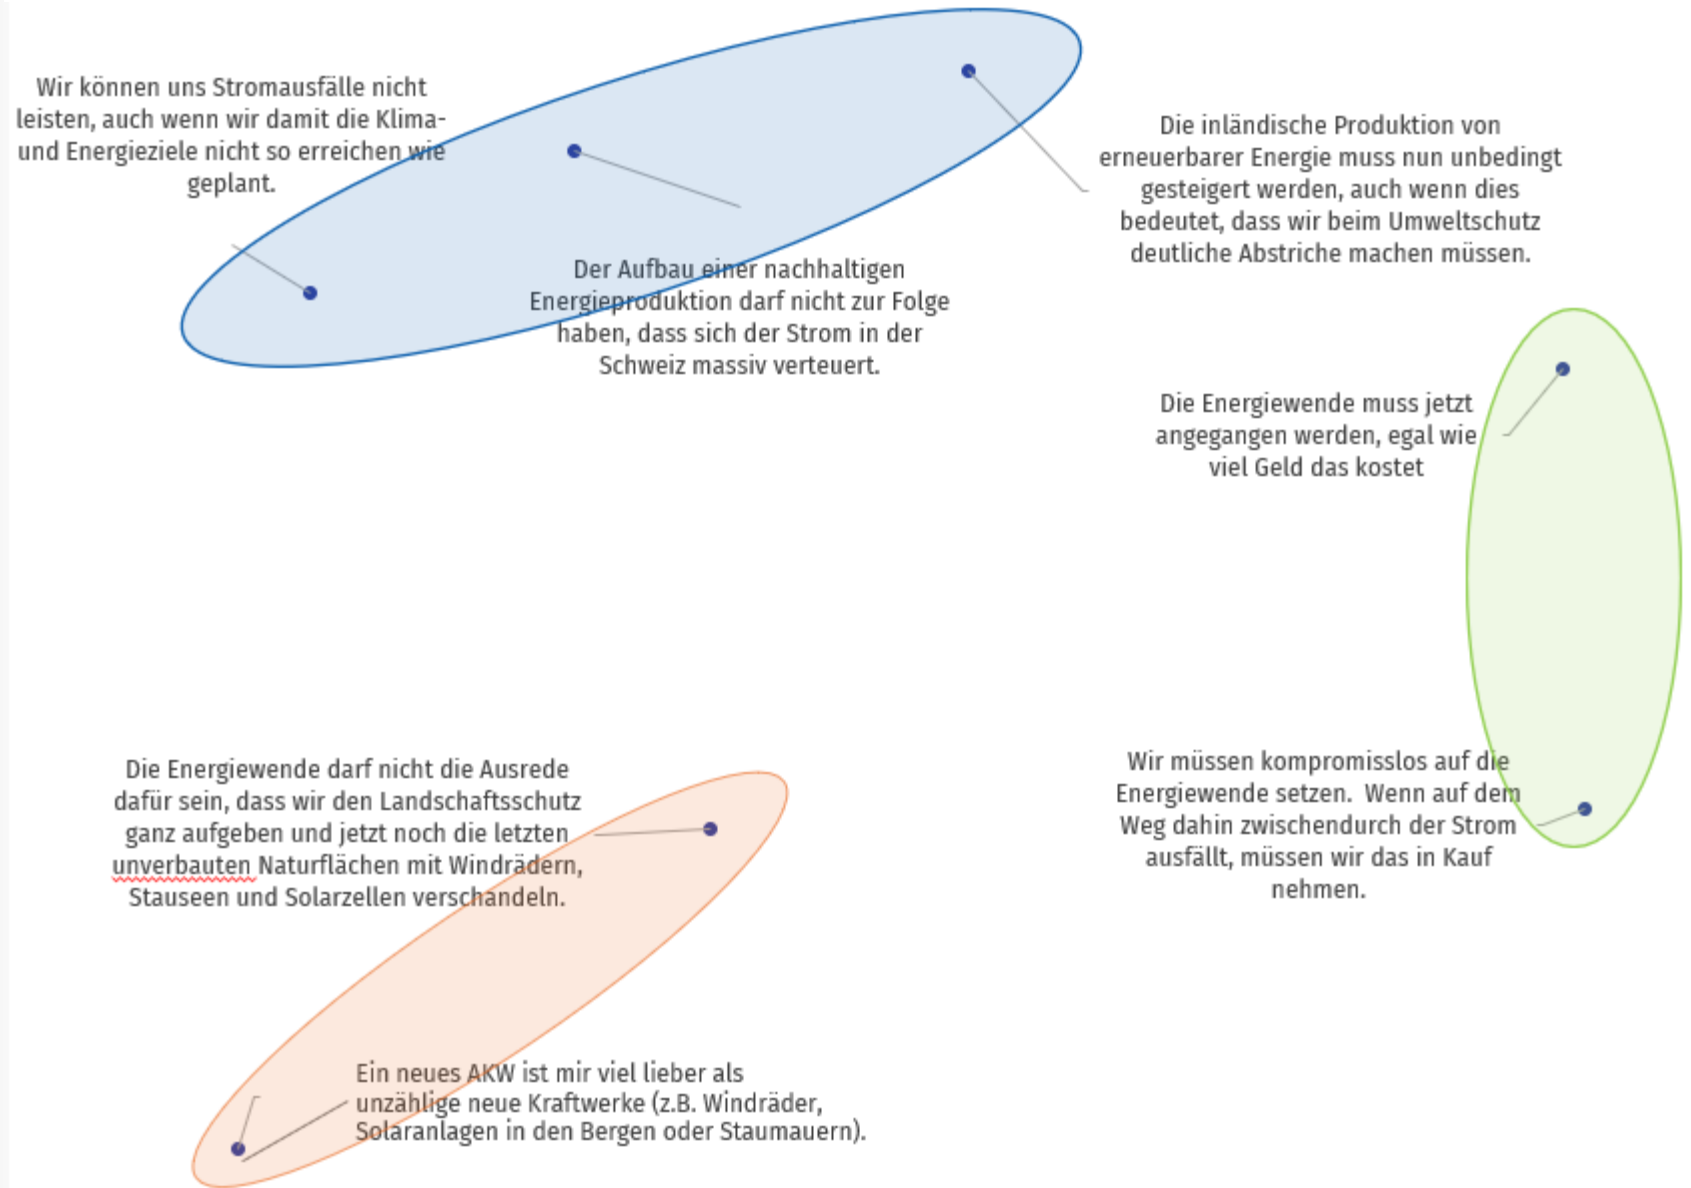 Wir können uns Stromausfälle nicht
leisten, auch wenn wir damit die Klima-
und Energieziele nicht so erreichen wie
geplant.
Die inländische Produktion von
erneuerbarer Energie muss nun unbedingt
gesteigert werden, auch wenn dies
bedeutet, dass wir beim Umweltschutz
deutliche Abstriche machen müssen.
Der Aufbau einer nachhaltigen
Energieproduktion darf nicht zur Folge
haben, dass sich der Strom in der
Schweiz massiv verteuert.
Die Energiewende muss jetzt
angegangen werden, egal wie
viel Geld das kostet
Die Energiewende darf nicht die Ausrede
dafür sein, dass wir den Landschaftsschutz
ganz aufgeben und jetzt noch die letzten
unverbauten Naturflächen mit Windrädern,
Stauseen und Solarzellen verschandeln.
Wir müssen kompromisslos auf die
Energiewende setzen. Wenn auf dem
Weg dahin zwischendurch der Strom
ausfällt, müssen wir das in Kauf
nehmen.
Ein neues AKW ist mir viel lieber als
unzählige neue Kraftwerke (z.B. Windräder,
Solaranlagen in den Bergen oder Staumauern).